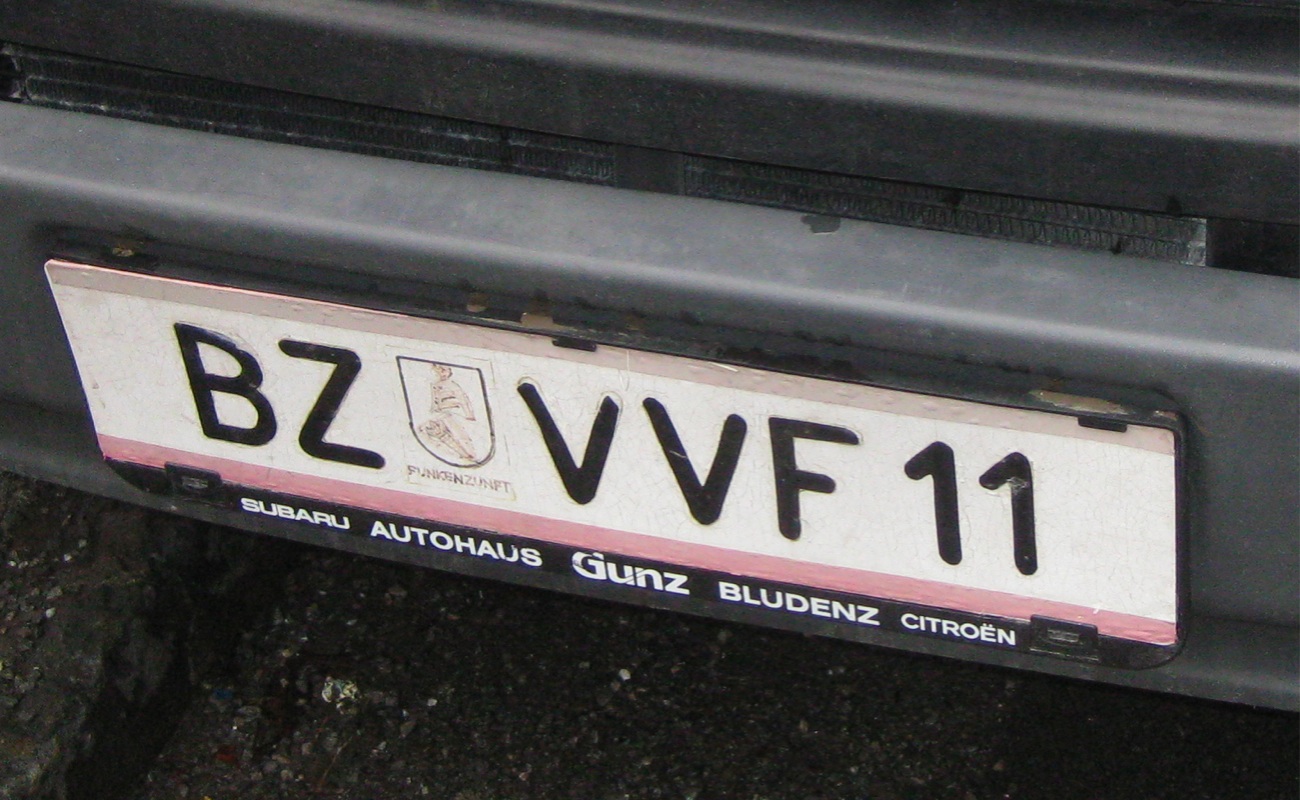 BZ VVF 11
FUNKENZUNFT
SUBARU AUTOHAUS Gunz BLUDENZ CITROËN